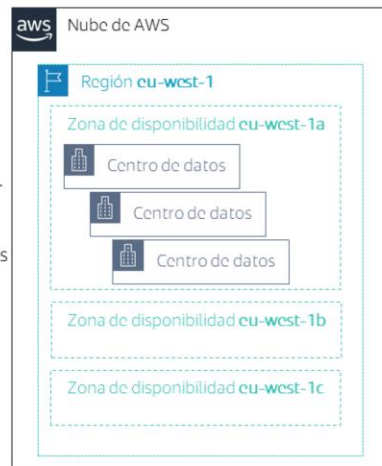 aws
Nube de AWS
Región eu-west-1
Zona de disponibilidad eu-west-1a
Centro de datos
Centro de datos
Centro de datos
s
Zona de disponibilidad eu-west-1b
Zona de disponibilidad eu-west-1c